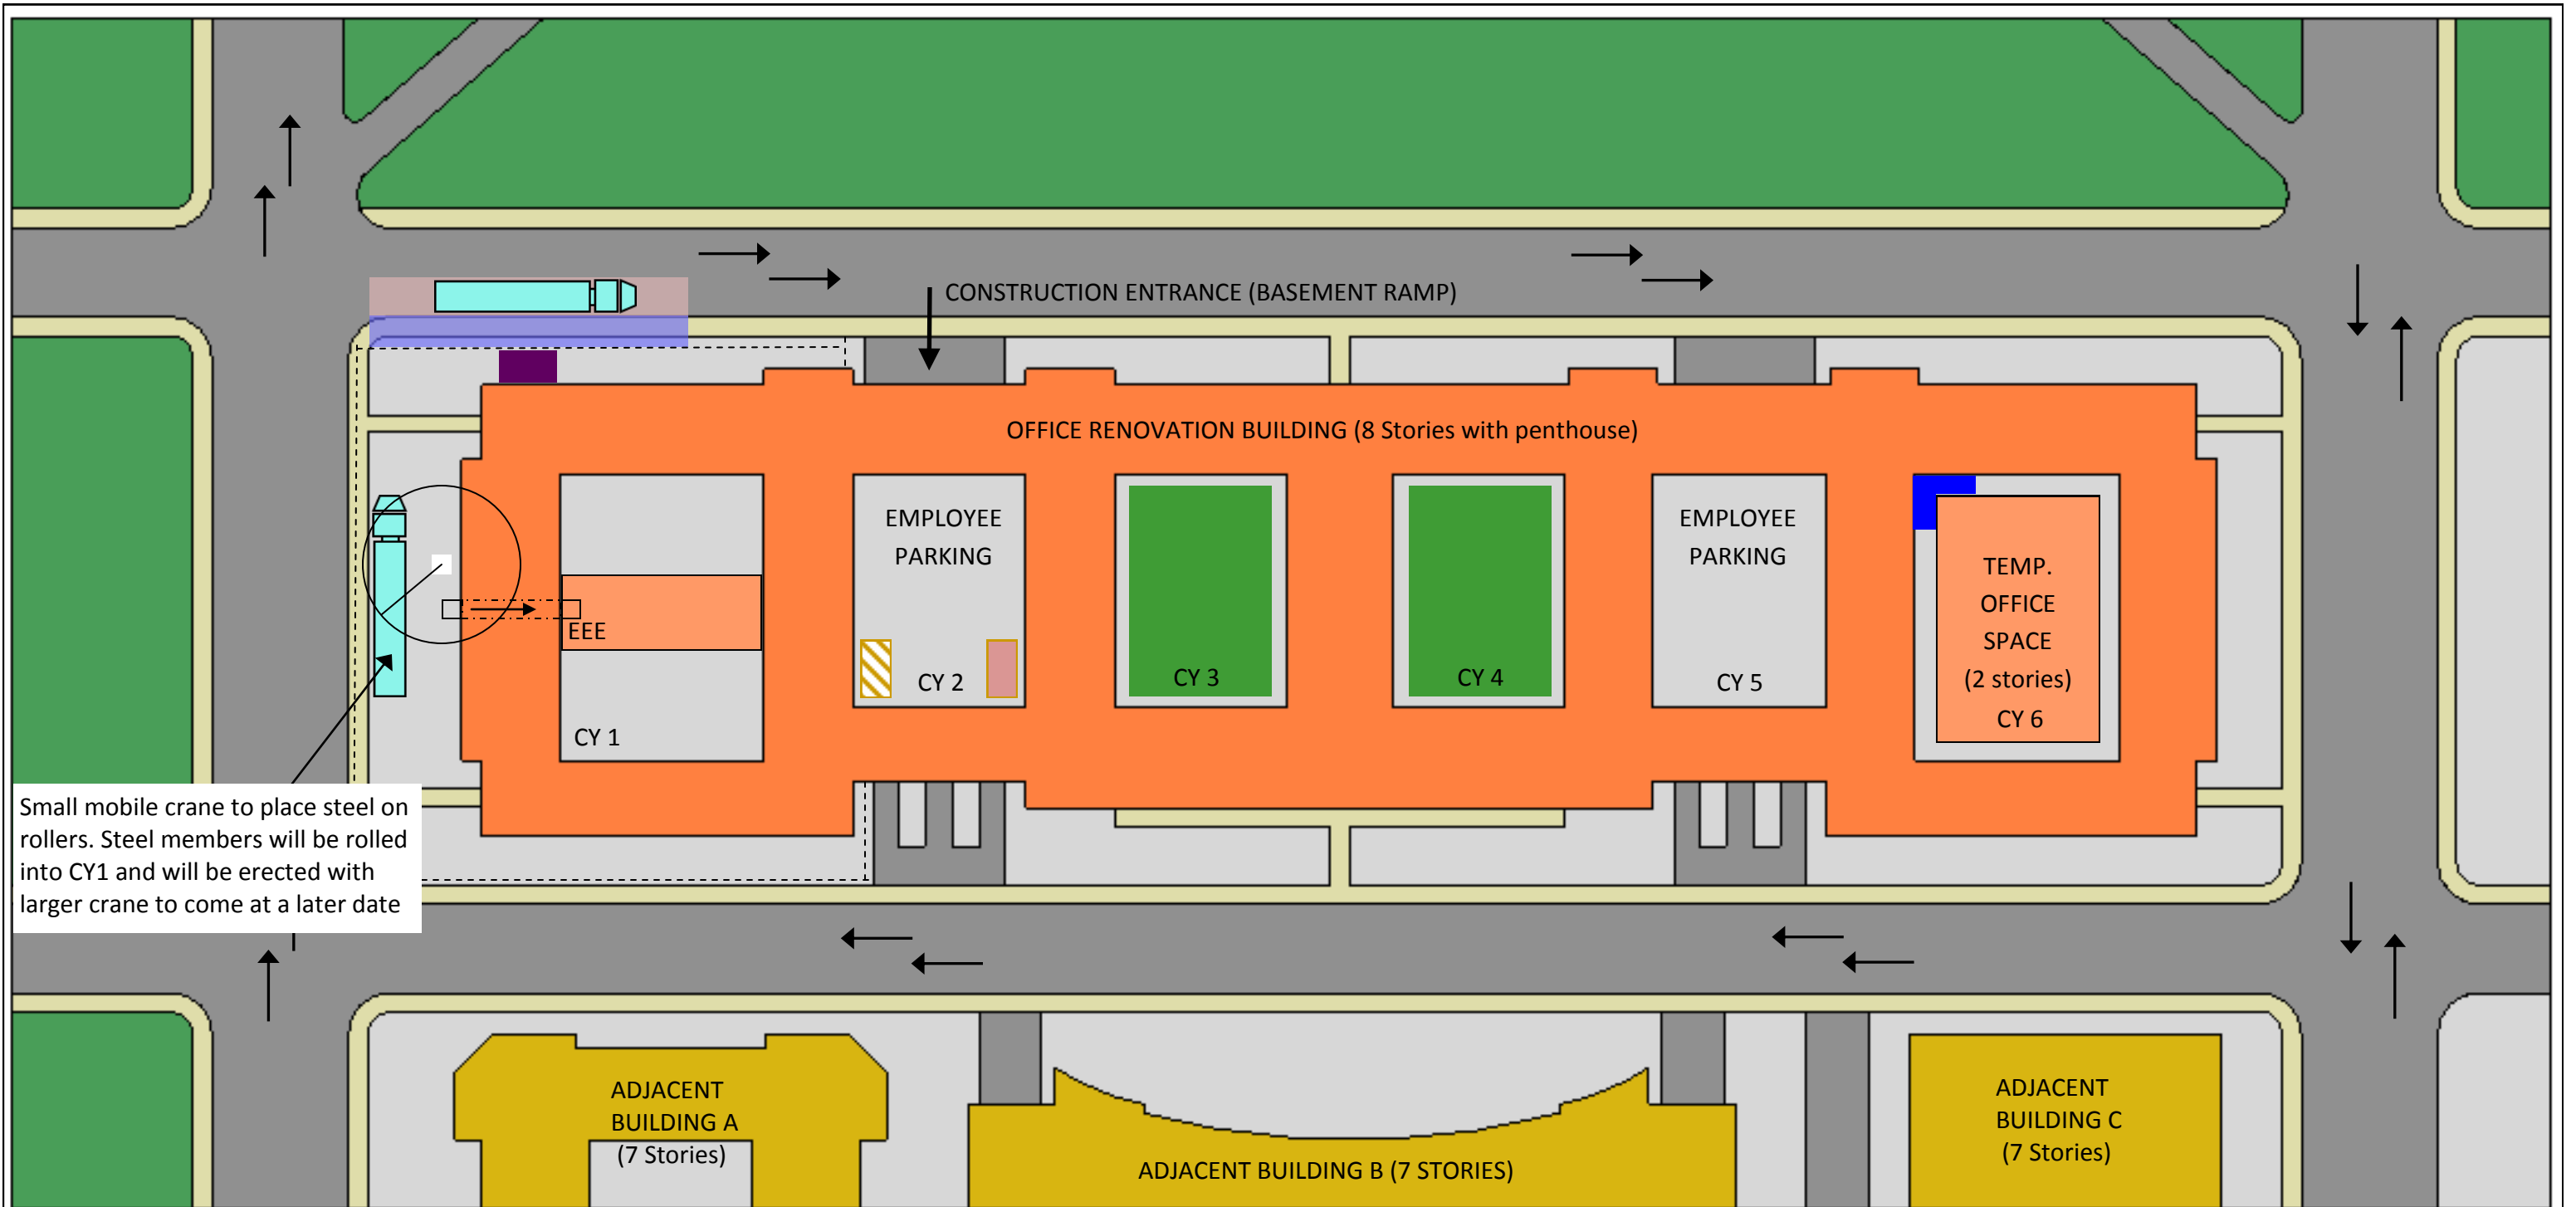 CONSTRUCTION ENTRANCE (BASEMENT RAMP)
OFFICE RENOVATION BUILDING (8 Stories with penthouse)
EMPLOYEE
PARKING
CY 2
EMPLOYEE
PARKING
CY 5
TEMP.
OFFICE
SPACE
(2 stories)
CY 6
EEE
CY 1
CY 3
CY 4
Small mobile crane to place steel on
rollers. Steel members will be rolled
into CY1 and will be erected with
larger crane to come at a later date
ADJACENT
BUILDING A
(7 Stories)
ADJACENT BUILDING B (7 STORIES)
ADJACENT
BUILDING C
(7 Stories)